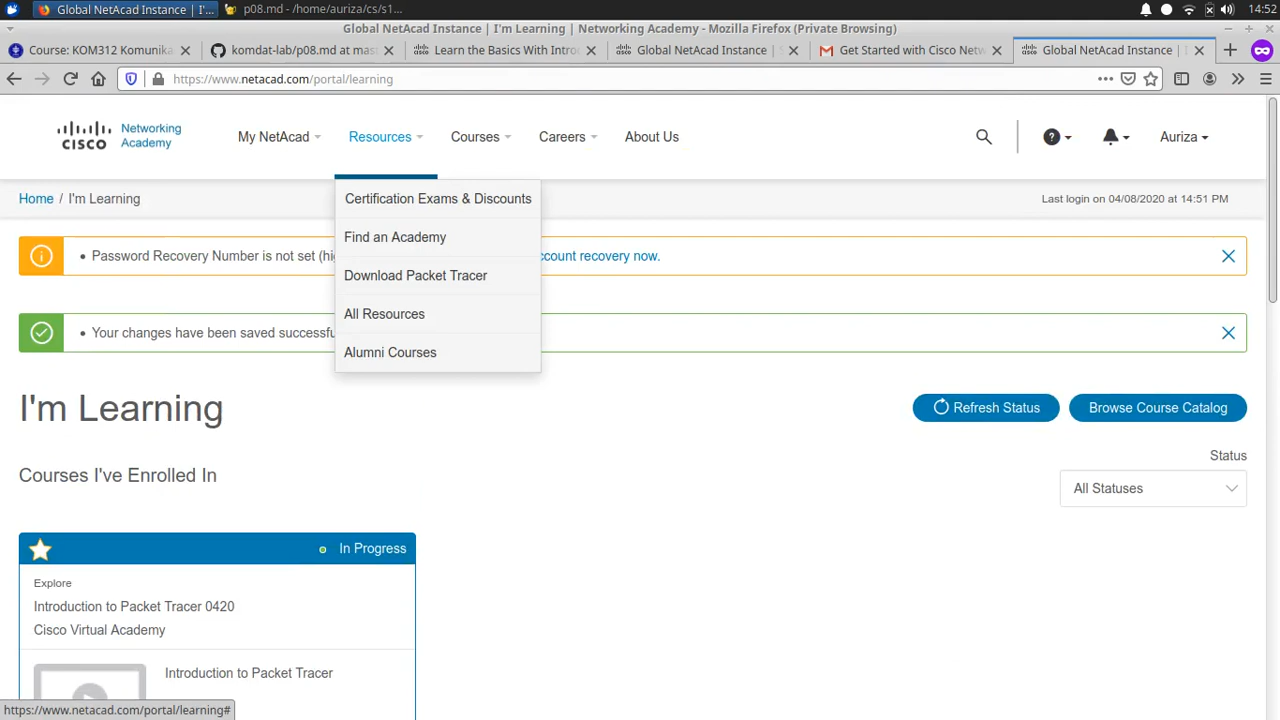 Global NetAcad Instance | I'...
p08.md - /home/auriza/cs/s1...
14:52
Global NetAcad Instance | I'm Learning | Networking Academy - Mozilla Firefox (Private Browsing)
Course: KOM312 Komunika
komdat-lab/p08.md at mas
Learn the Basics With Intro
Global NetAcad Instance | S
Get Started with Cisco Netw
Global NetAcad Instance | I
https://www.netacad.com/portal/learning
cisco
Networking
Academy
My NetAcad
Resources
Courses
Careers
About Us
Auriza
Home / I'm Learning
Last login on 04/08/2020 at 14:51 PM
Certification Exams & Discounts
Find an Academy
Download Packet Tracer
All Resources
Alumni Courses
Password Recovery Number is not set (hi
ccount recovery now.
Your changes have been saved successfu
I'm Learning
Refresh Status
Browse Course Catalog
Courses I've Enrolled In
Status
All Statuses
In Progress
Explore
Introduction to Packet Tracer 0420
Cisco Virtual Academy
Introduction to Packet Tracer
https://www.netacad.com/portal/learning#